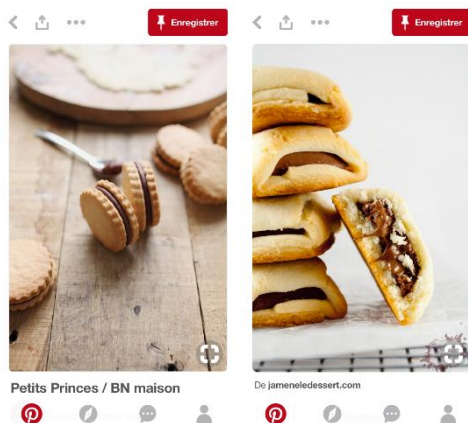 Enregistrer
Enregistrer
Petits Princes / BN maison
De jameneledessert.com